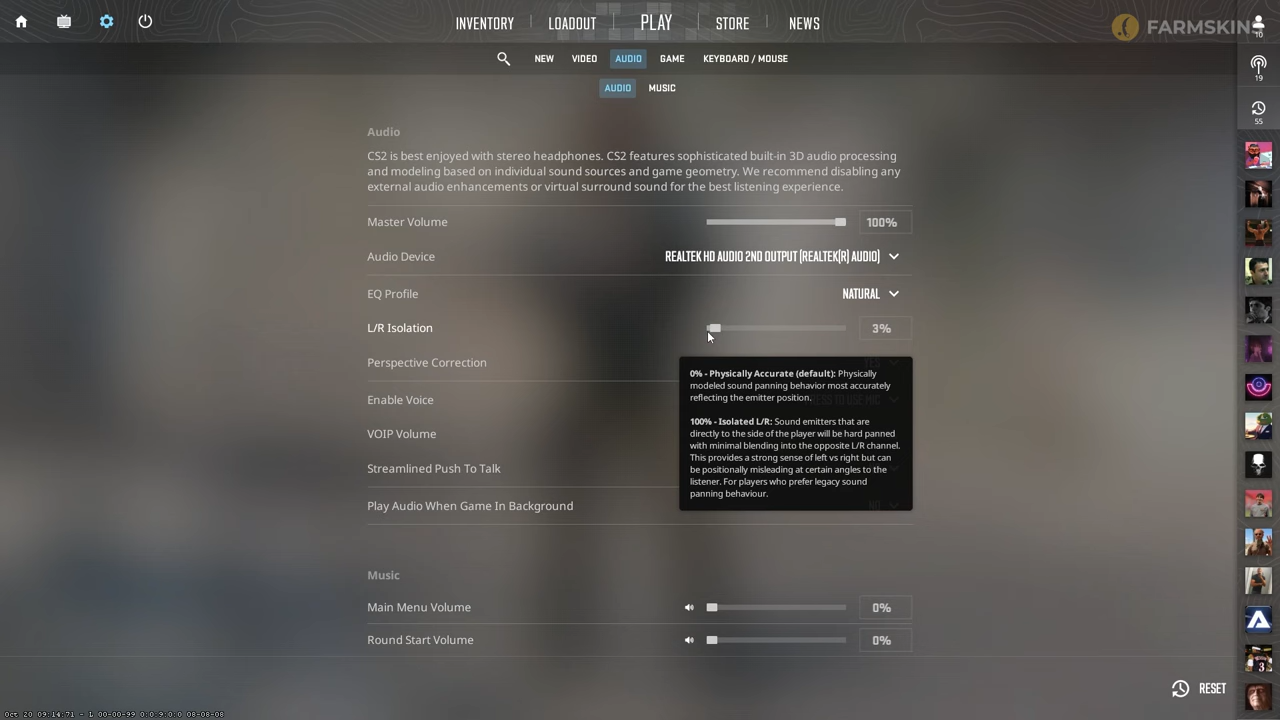 INVENTORY
LOADOUT
PLAY
STORE
NEWS
FARMSKINS
10
NEW
VIDEO
AUDIO
GAME
KEYBOARD / MOUSE
19
AUDIO
MUSIC
55
Audio
CS2 is best enjoyed with stereo headphones. CS2 features sophisticated built-in 3D audio processing
and modeling based on individual sound sources and game geometry. We recommend disabling any
external audio enhancements or virtual surround sound for the best listening experience.
Master Volume
100%
Audio Device
REALTEK HD AUDIO 2ND OUTPUT (REALTEK(R) AUDIO)
EQ Profile
NATURAL
L/R Isolation
3%
Perspective Correction
0% - Physically Accurate (default): Physically
modeled sound panning behavior most accurately
reflecting the emitter position.
100% - Isolated L/R: Sound emitters that are
directly to the side of the player will be hard panned
with minimal blending into the opposite L/R channel.
This provides a strong sense of left vs right but can
be positionally misleading at certain angles to the
listener. For players who prefer legacy sound
panning behaviour.
Enable Voice
VOIP Volume
Streamlined Push To Talk
Play Audio When Game In Background
NO
Music
Main Menu Volume
0%
Round Start Volume
0%
RESET